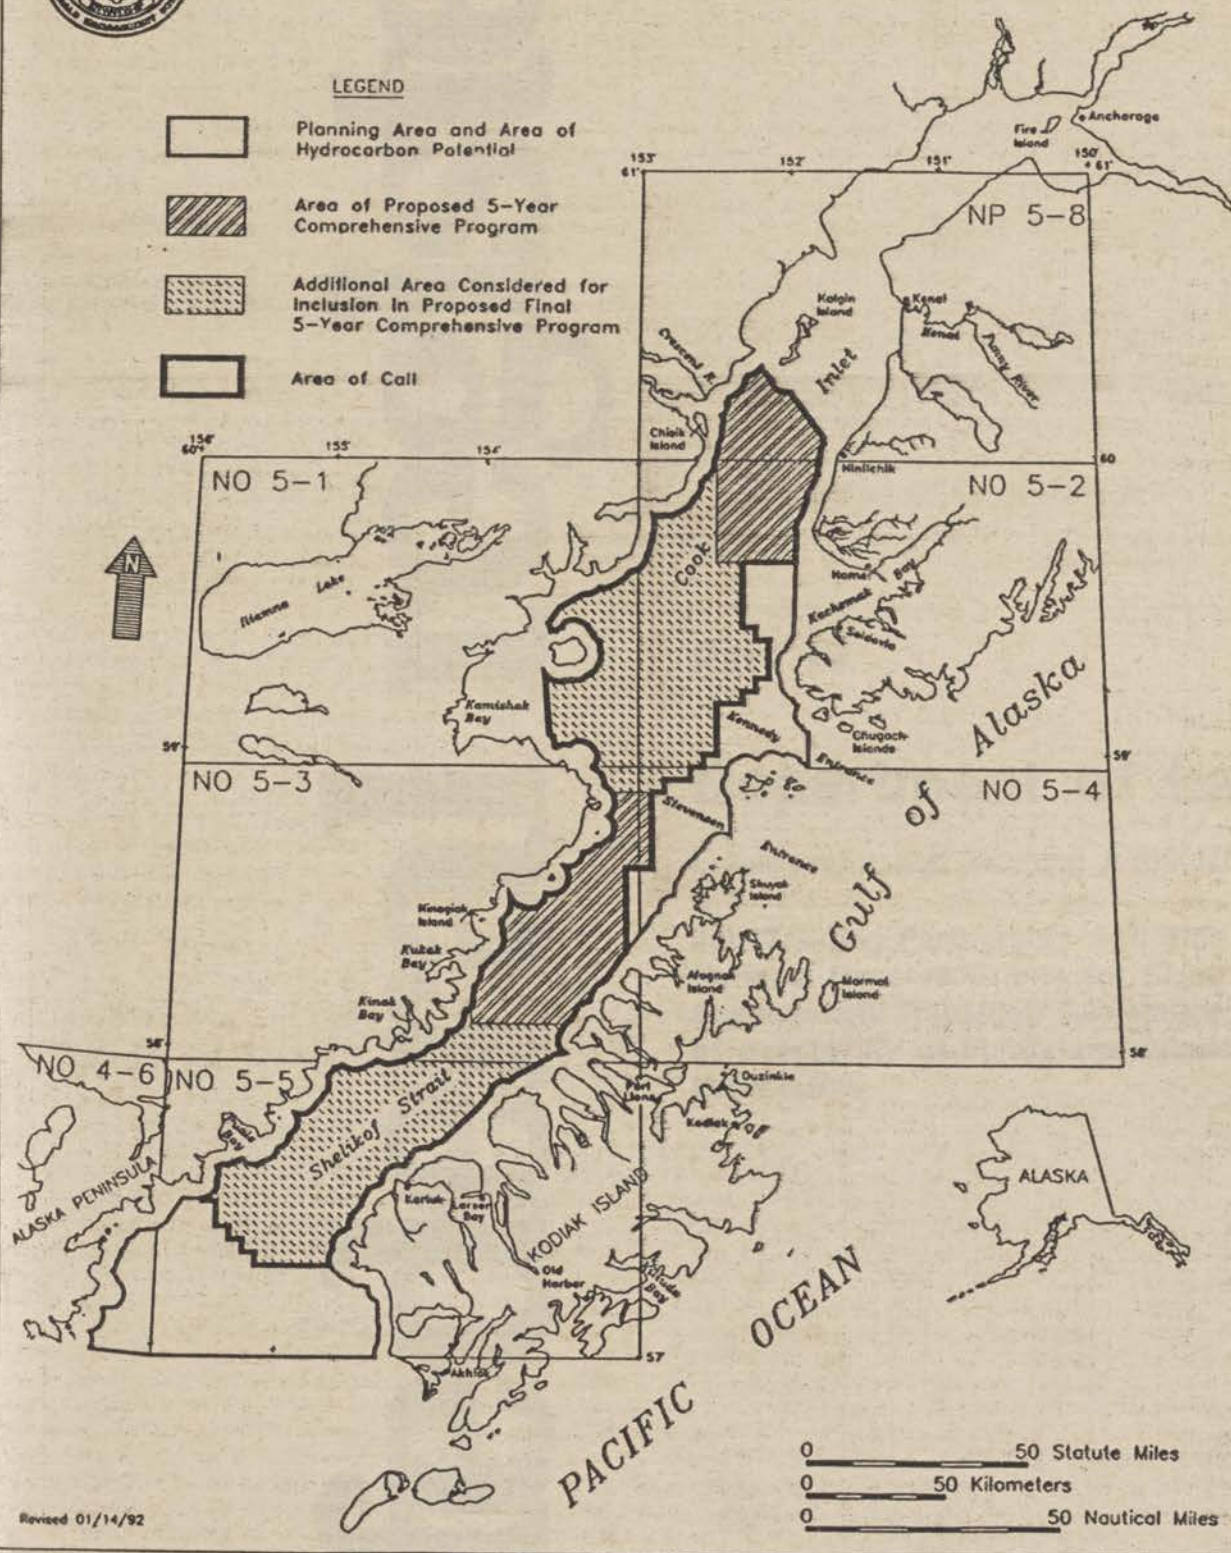 LEGEND
Planning Area and Area of
Hydrocarbon Potential
Area of Proposed 5-Year
Comprehensive Program
Additional Area Considered for
Inclusion in Proposed Final
5-Year Comprehensive Program
Area of Call
Anchorage
Fire
Island
153°
152°
151°
150°
61°
61°
NP 5-8
Kalgin
Island
Kenai
Kenai
Funny River
Inlet
Crescent R.
Chisik
Island
Ninilchik
156°
60°
155°
154°
60
NO 5-1
NO 5-2
N
Iliamna Lake
Cook
Homer
Kachemak Bay
Seldovia
Kamishak
Bay
Kennedy
Entrance
Chugach
Islands
59°
59°
NO 5-3
NO 5-4
Stevenson
Entrance
Gulf of Alaska
Shuyak
Island
Ninagiak
Island
Kukak
Bay
Kinak
Bay
Afognak
Island
Marmot
Island
58°
58°
NO 4-6
NO 5-5
Shelikof Strait
Port
Lions
Ouzinkie
Kodiak
ALASKA PENINSULA
ALASKA
Karluk
Larsen
Bay
KODIAK ISLAND
Old
Harbor
57°
Akhiok
PACIFIC OCEAN
0 50 Statute Miles
0 50 Kilometers
0 50 Nautical Miles
Revised 01/14/92